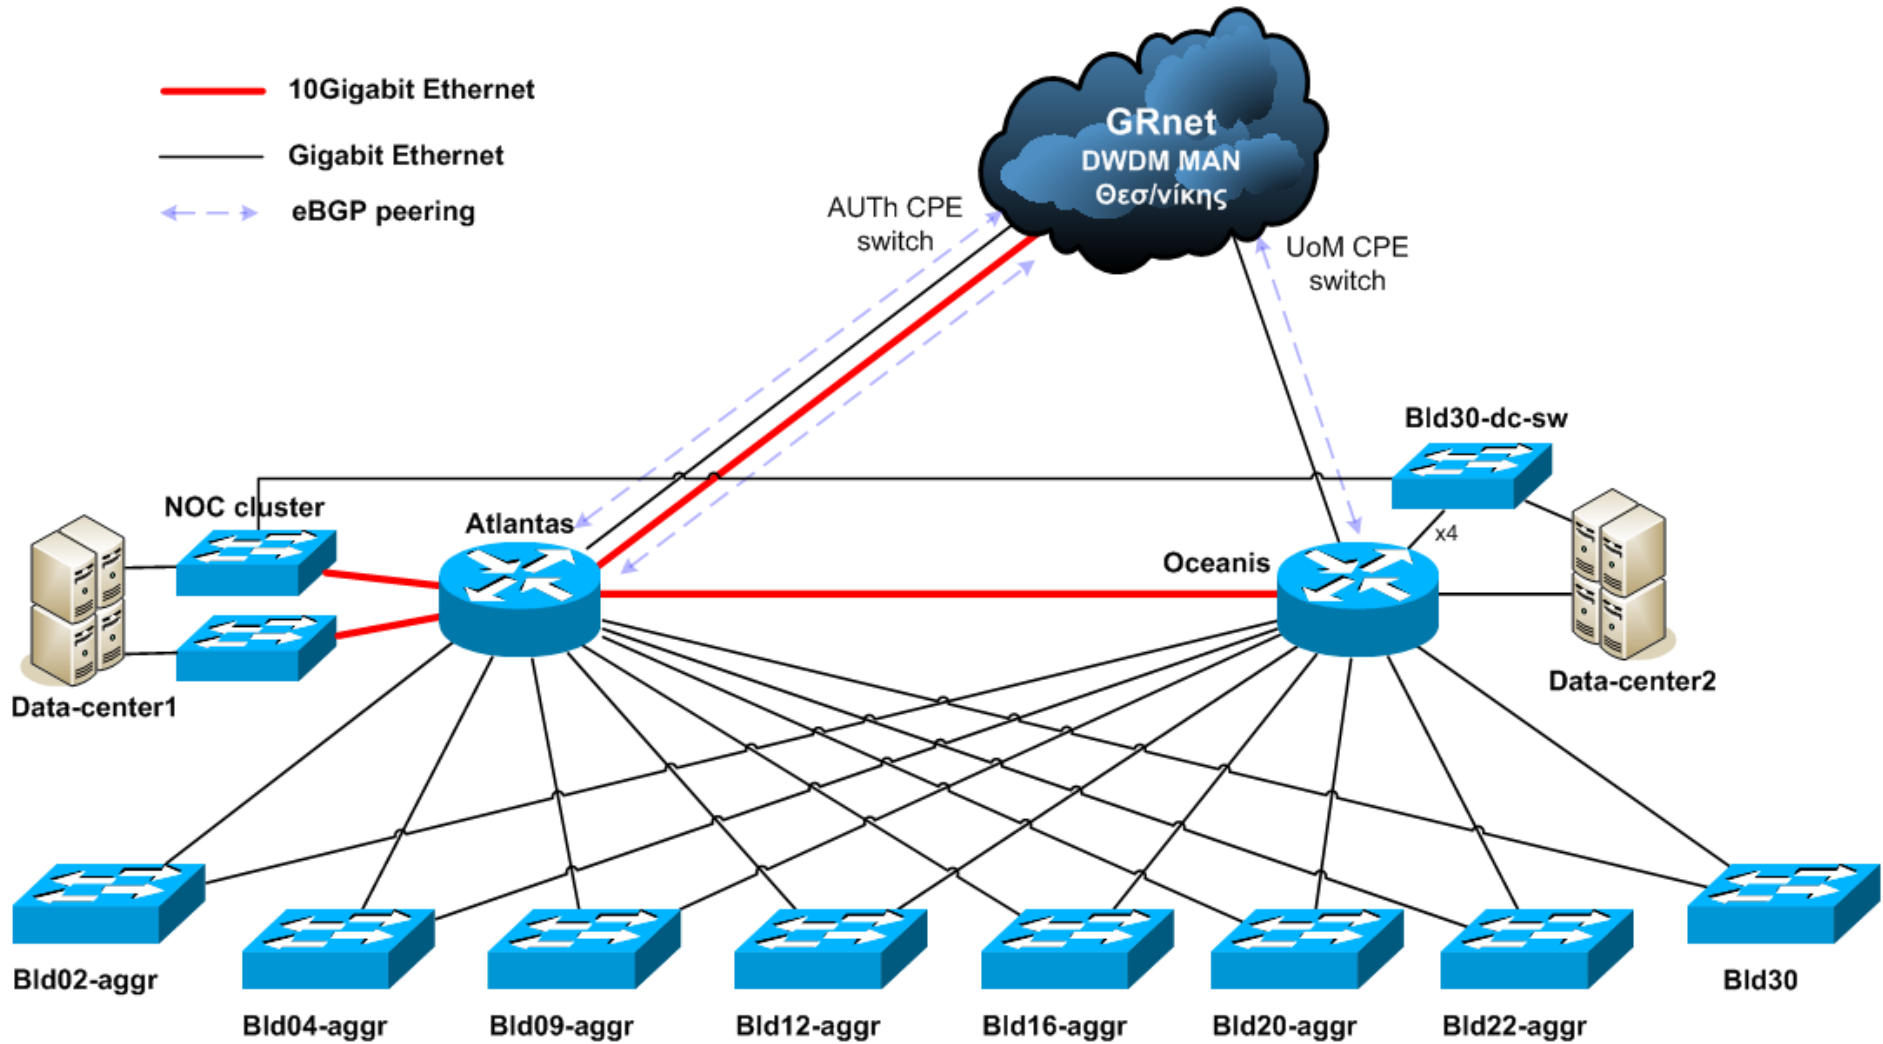 10Gigabit Ethernet
Gigabit Ethernet
eBGP peering
GRnet
DWDM MAN
Θεσ/νίκης
AUTh CPE
switch
UoM CPE
switch
Bld30-dc-sw
NOC cluster
Atlantas
x4
Oceanis
Data-center1
Data-center2
Bld02-aggr
Bld30
Bld04-aggr
Bld09-aggr
Bld12-aggr
Bld16-aggr
Bld20-aggr
Bld22-aggr